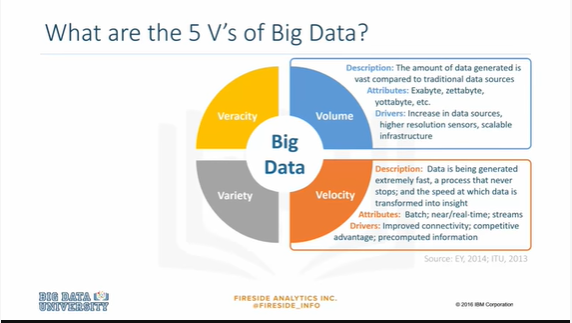 What are the 5 V's of Big Data?
Description: The amount of data generated is
vast compared to traditional data sources
Attributes: Exabyte, zettabyte,
yottabyte, etc.
Drivers: Increase in data sources,
higher resolution sensors, scalable
infrastructure
Veracity
Volume
Big
Data
Variety
Velocity
Description: Data is being generated
extremely fast, a process that never
stops; and the speed at which data is
transformed into insight
Attributes: Batch; near/real-time; streams
Drivers: Improved connectivity; competitive
advantage; precomputed information
Source: EY, 2014; ITU, 2013
BIG DATA
UNIVERSITY
FIRESIDE ANALYTICS INC.
@FIRESIDE_INFO
© 2016 IBM Corporation